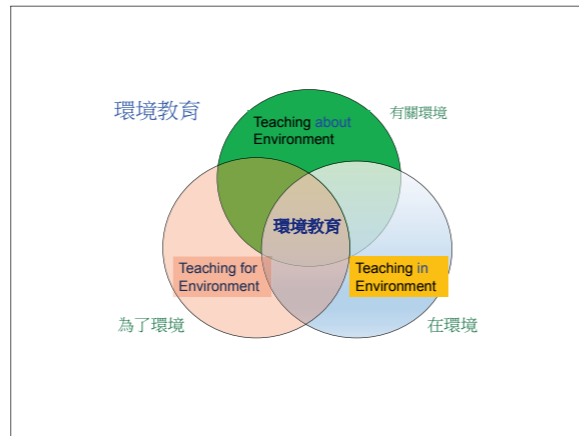 環境教育
有關環境
Teaching about
Environment
環境教育
Teaching for
Environment
Teaching in
Environment
為了環境
在環境